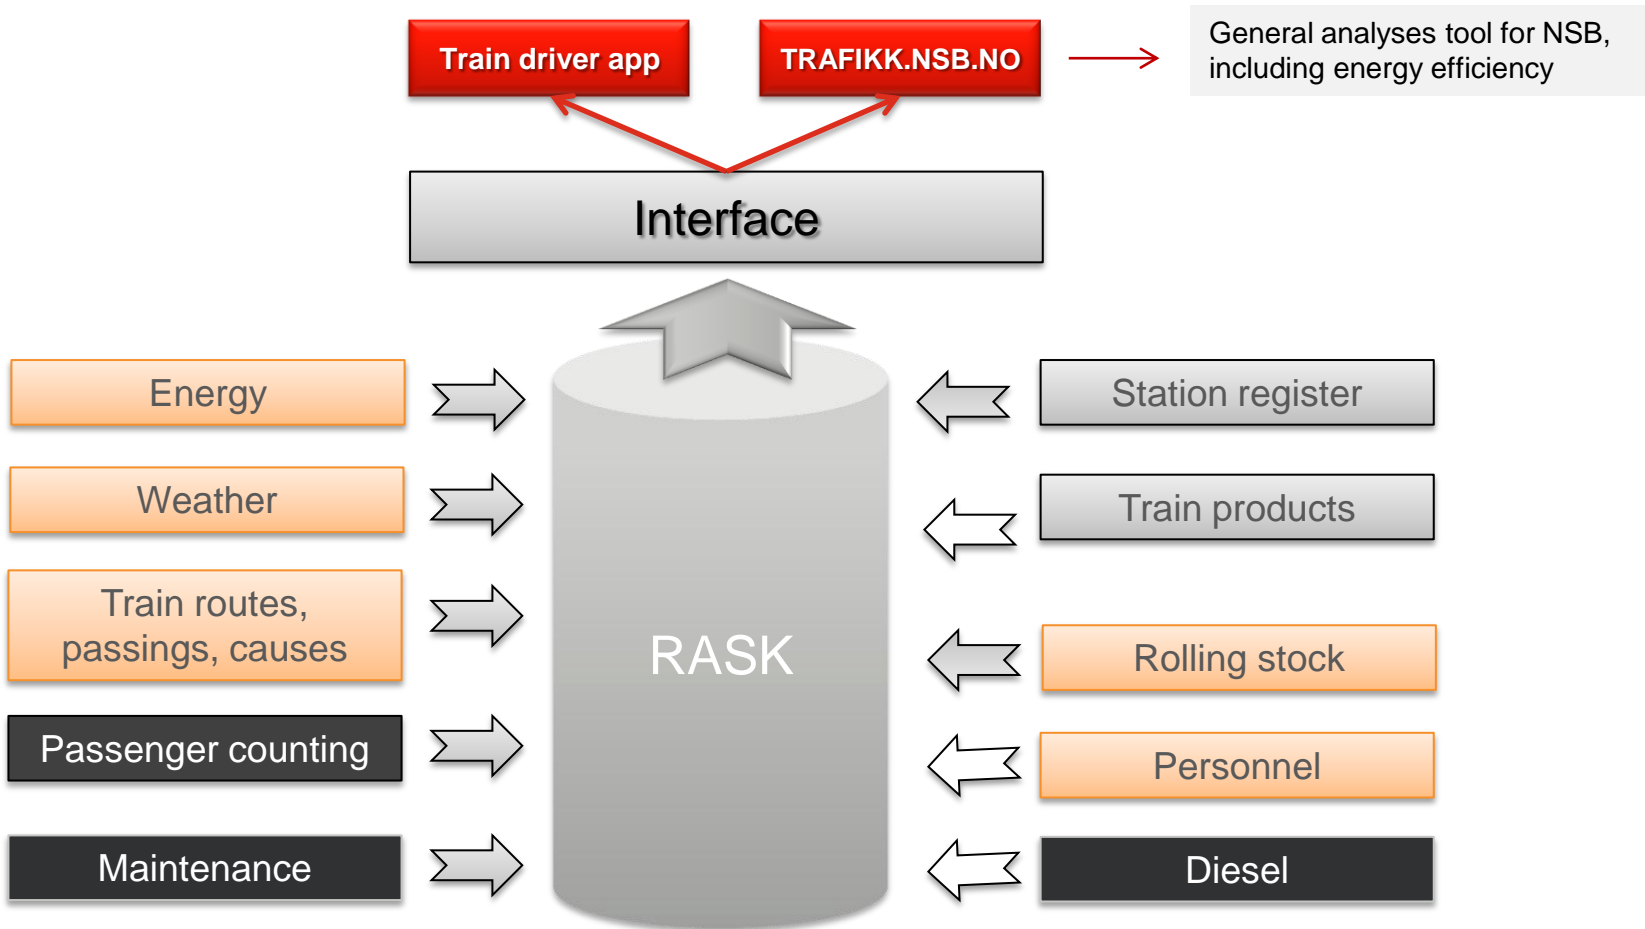 Train driver app
TRAFIKK.NSB.NO
General analyses tool for NSB,
including energy efficiency
Interface
Energy
Weather
Train routes,
passings, causes
Passenger counting
Maintenance
RASK
Station register
Train products
Rolling stock
Personnel
Diesel